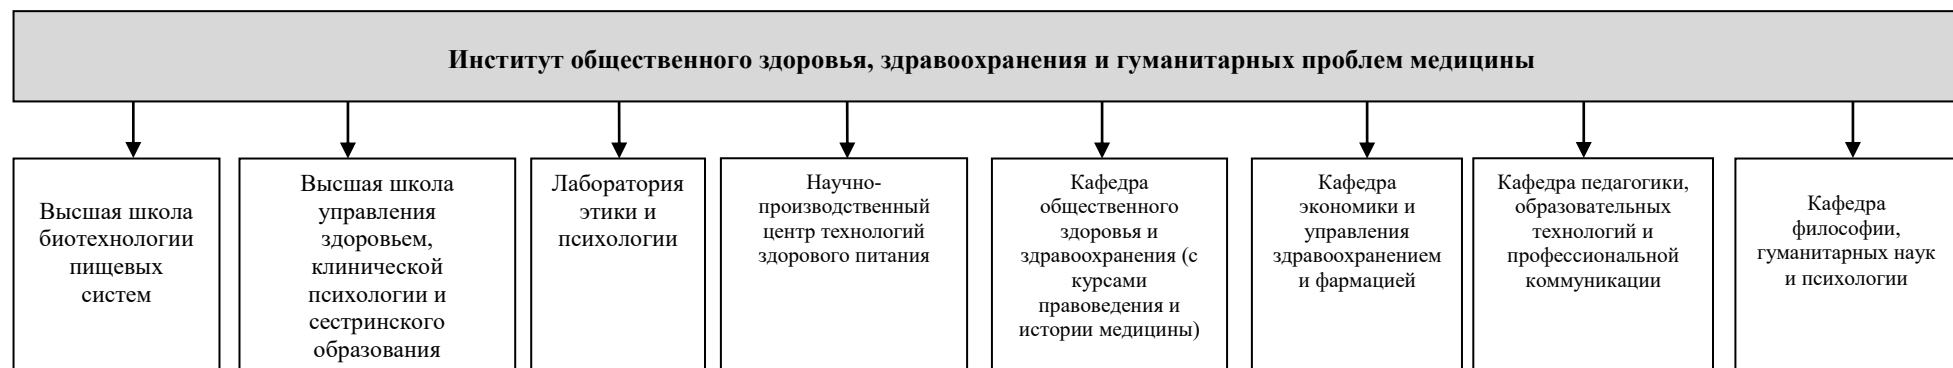 Институт общественного здоровья, здравоохранения и гуманитарных проблем медицины
Высшая школа
биотехнологии
пищевых
систем
Высшая школа
управления
здоровьем,
клинической
психологии и
сестринского
образования
Лаборатория
этики и
психологии
Научно-
производственный
центр технологий
здорового питания
Кафедра
общественного
здоровья и
здравоохранения (с
курсами
правоведения и
истории медицины)
Кафедра
экономики и
управления
здравоохранением
и фармацией
Кафедра педагогики,
образовательных
технологий и
профессиональной
коммуникации
Кафедра
философии,
гуманитарных наук
и психологии